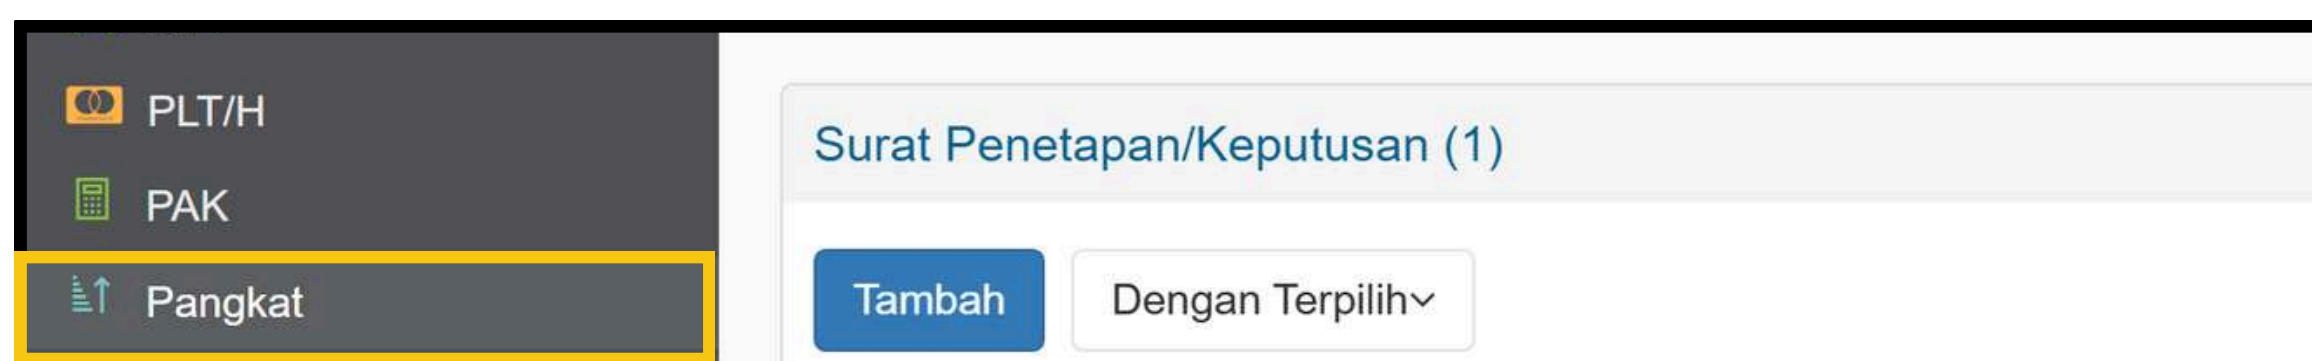 PLT/H
PAK
Pangkat
Surat Penetapan/Keputusan (1)
Tambah
Dengan Terpilih